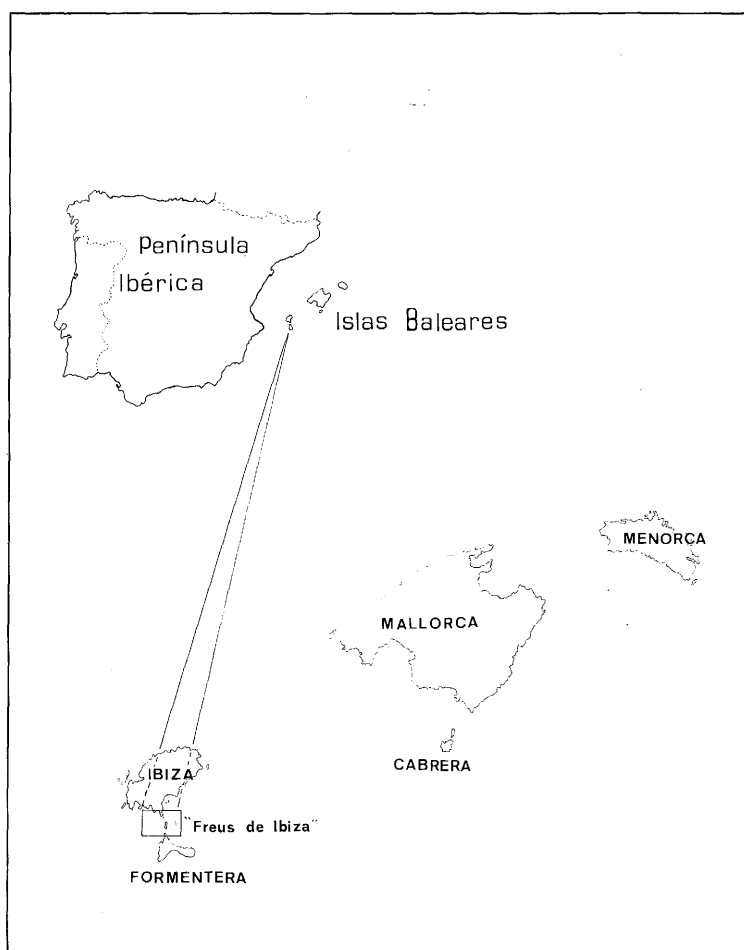 Península
Ibérica
Islas Baleares
MENORCA
MALLORCA
CABRERA
IBIZA
"Freus de Ibiza"
FORMENTERA